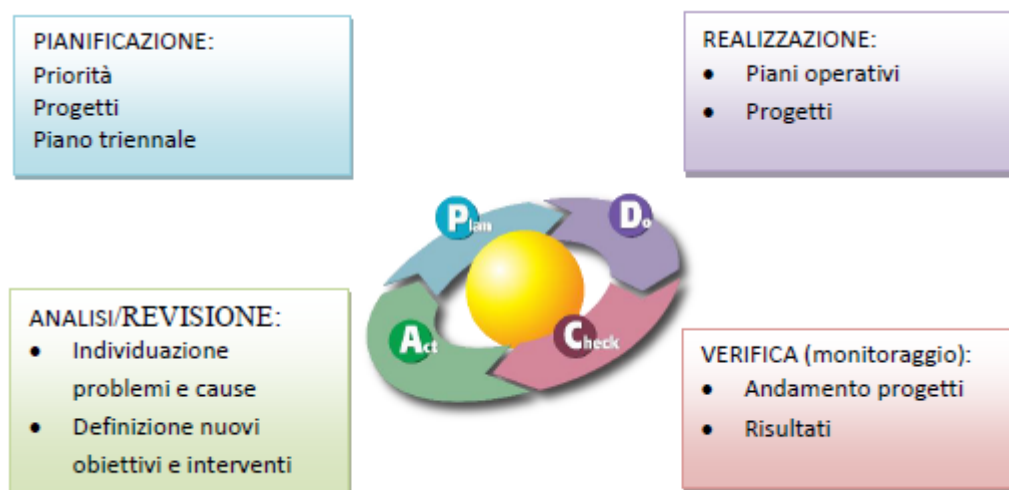 PIANIFICAZIONE:
Priorità
Progetti
Piano triennale
REALIZZAZIONE:
• Piani operativi
• Progetti
Plan
Do
Act
Check
ANALISI/REVISIONE:
• Individuazione
problemi e cause
• Definizione nuovi
obiettivi e interventi
VERIFICA (monitoraggio):
• Andamento progetti
• Risultati